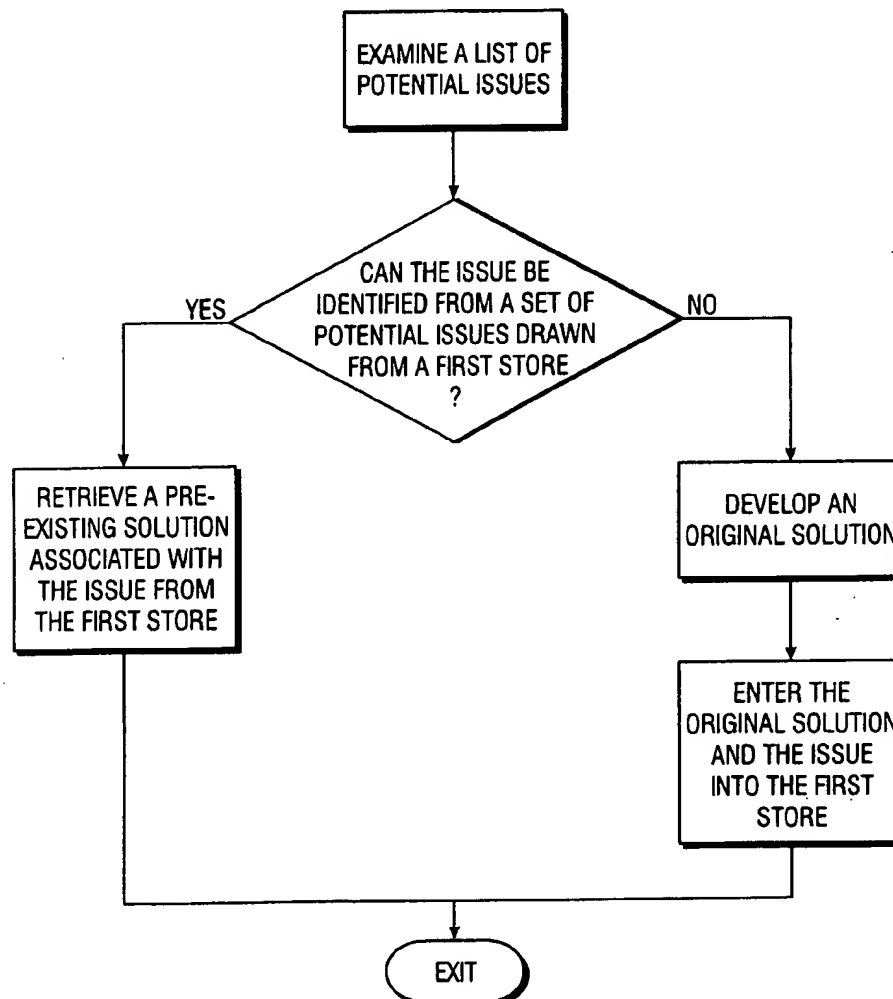 EXAMINE A LIST OF
POTENTIAL ISSUES
CAN THE ISSUE BE
IDENTIFIED FROM A SET OF
POTENTIAL ISSUES DRAWN
FROM A FIRST STORE
?
YES
NO
RETRIEVE A PRE-
EXISTING SOLUTION
ASSOCIATED WITH
THE ISSUE FROM
THE FIRST STORE
DEVELOP AN
ORIGINAL SOLUTION
ENTER THE
ORIGINAL SOLUTION
AND THE ISSUE
INTO THE FIRST
STORE
EXIT